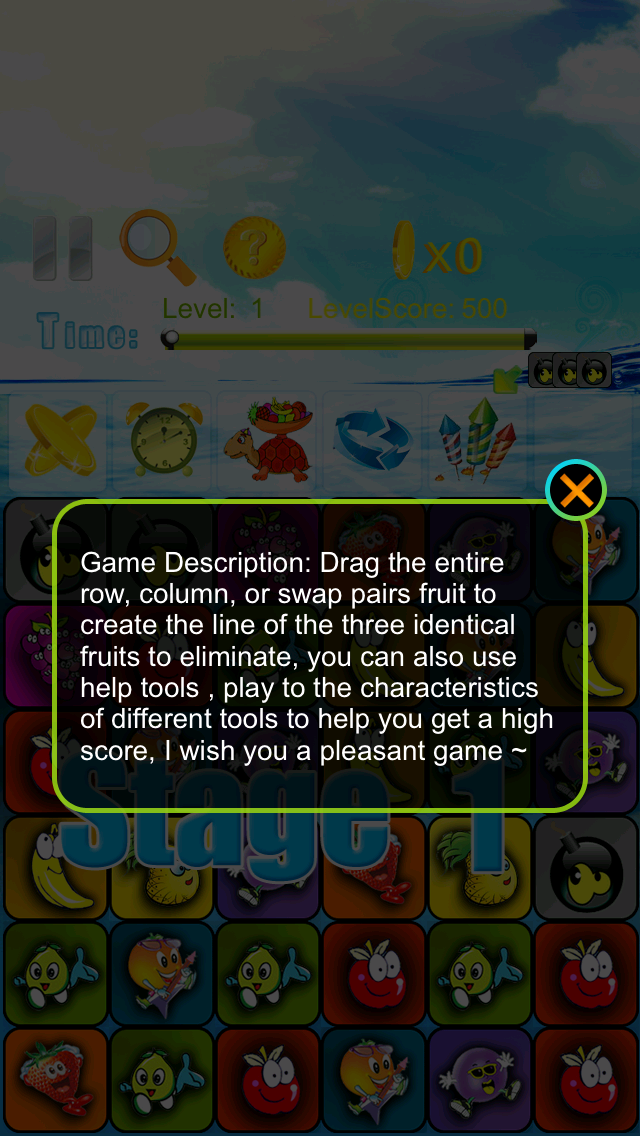 x0
Level: 1 LevelScore: 500
Time:
Game Description: Drag the entire
row, column, or swap pairs fruit to
create the line of the three identical
fruits to eliminate, you can also use
help tools , play to the characteristics
of different tools to help you get a high
score, I wish you a pleasant game ~
Stage 1